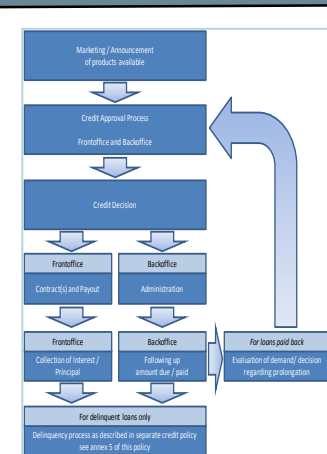 Marketing / Announcement
of products available
Credit Approval Process
Frontoffice and Backoffice
Credit Decision
Frontoffice
Backoffice
Contract(s) and Payout
Administration
Frontoffice
Backoffice
For loans paid back
Collection of Interest /
Principal
Following up
amount due / paid
Evaluation of demand/ decision
regarding prolongation
For delinquent loans only
Delinquency process as described in separate credit policy
see annex 5 of this policy